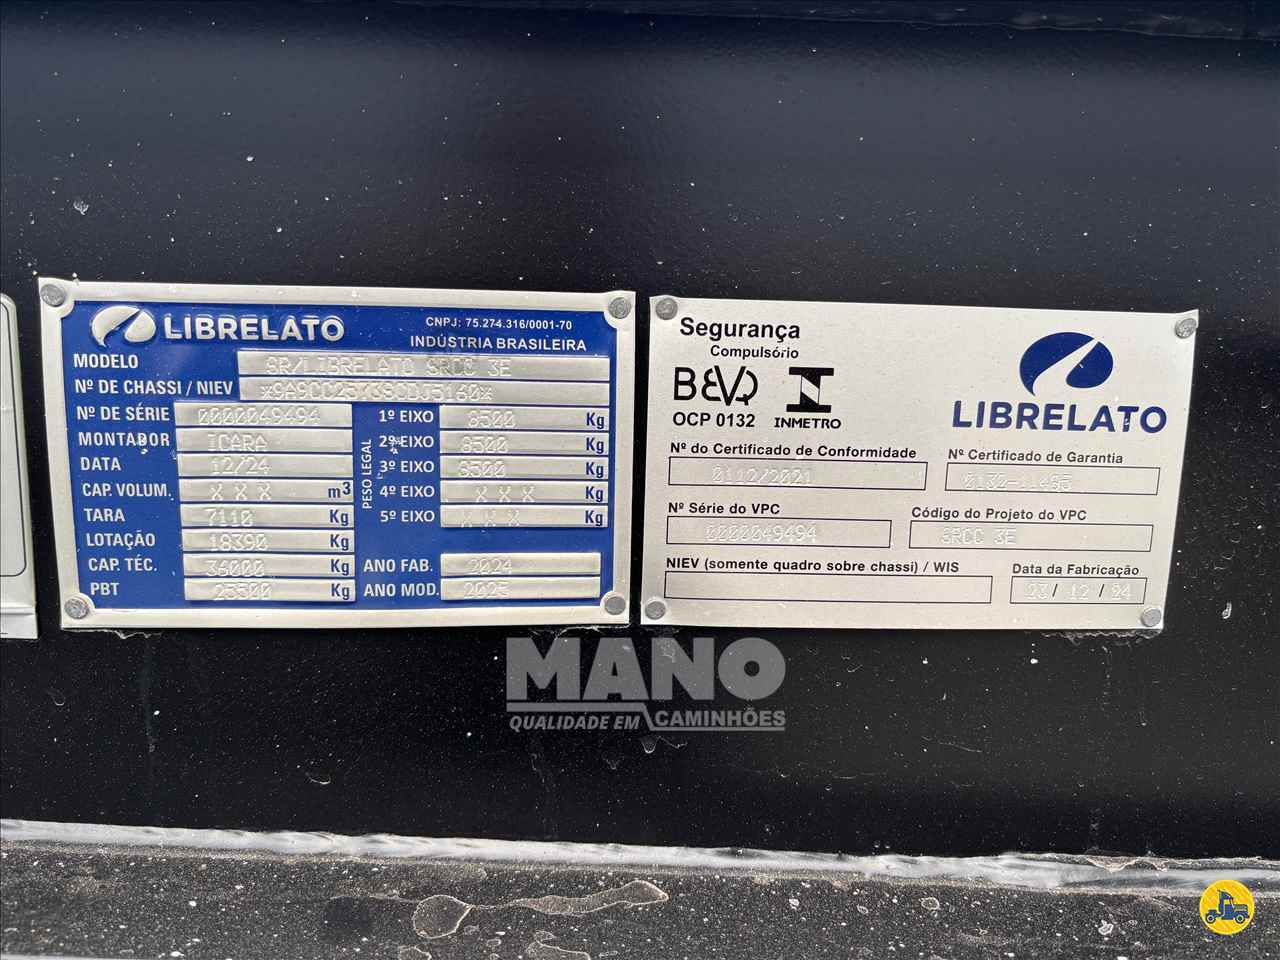 LIBRELATO
CNPJ: 75.274.316/0001-70
INDÚSTRIA BRASILEIRA
MODELO SR/LIBRELATO SRCC 3E
Nº DE CHASSI / NIEV
Nº DE SÉRIE 0000049494
MONTADOR ICARA
DATA 12/24
CAP. VOLUM. XXX m3
TARA 7110 Kg
LOTAÇÃO 18390 Kg
CAP. TÉC. 36000 Kg
PBT 25500 Kg
PESO LEGAL
1º EIXO 8500 Kg
2º EIXO 8500 Kg
3º EIXO 8500 Kg
4º EIXO XXX Kg
5º EIXO XXX Kg
ANO FAB. 2024
ANO MOD. 2025
Segurança
Compulsório
BVQ
OCP 0132
INMETRO
LIBRELATO
Nº do Certificado de Conformidade
0112/2021
Nº Certificado de Garantia
0130-11495
Nº Série do VPC
0000049494
Código do Projeto do VPC
SRCC 3E
NIEV (somente quadro sobre chassi) / WIS
Data da Fabricação
23/ 12 / 24
MANO
QUALIDADE EM CAMINHÕES